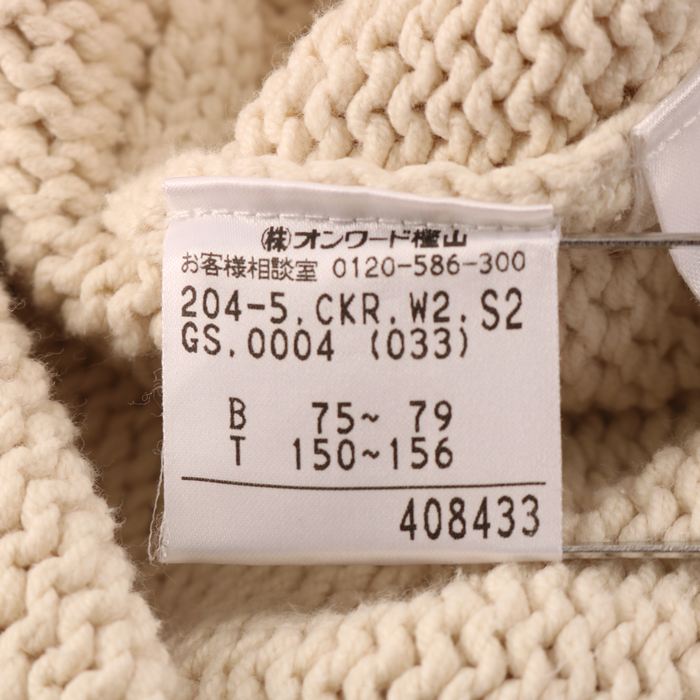 (株)オンワード樫山
お客様相談室 0120-586-300
204-5.CKR.W2.S2
GS.0004 (033)
B 75~ 79
T 150~156
408433